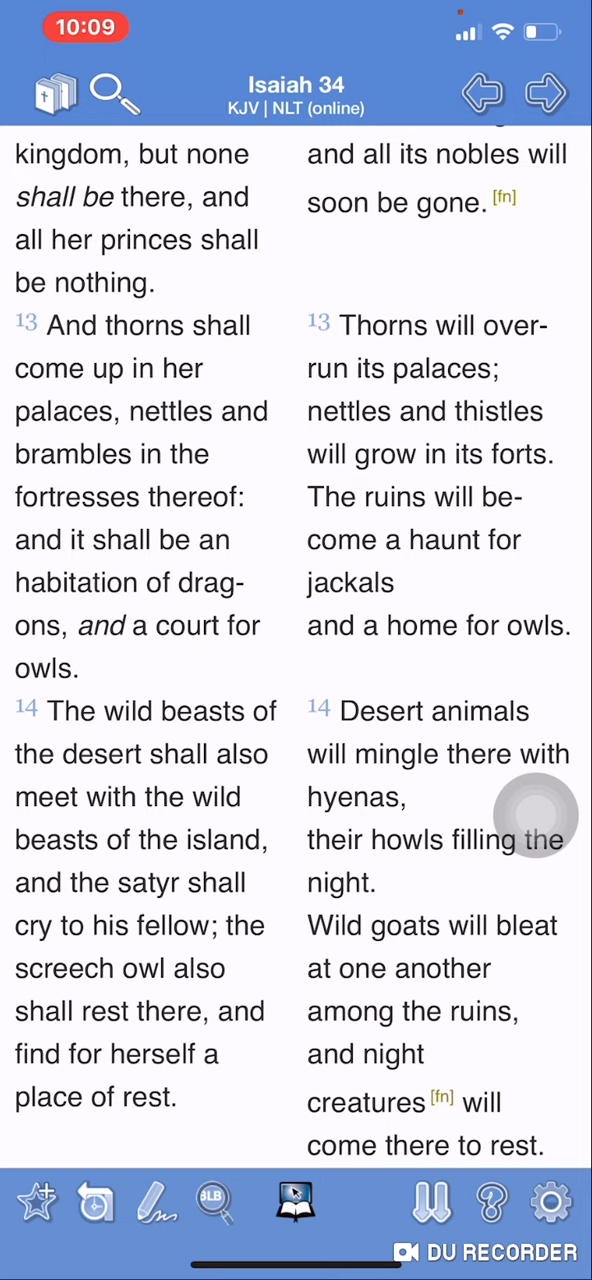 10:09
Isaiah 34
KJV | NLT (online)
kingdom, but none
shall be there, and
all her princes shall
be nothing.
13 And thorns shall
come up in her
palaces, nettles and
brambles in the
fortresses thereof:
and it shall be an
habitation of drag-
ons, and a court for
owls.
14 The wild beasts of
the desert shall also
meet with the wild
beasts of the island,
and the satyr shall
cry to his fellow; the
screech owl also
shall rest there, and
find for herself a
place of rest.
and all its nobles will
soon be gone. [fn]
13 Thorns will over-
run its palaces;
nettles and thistles
will grow in its forts.
The ruins will be-
come a haunt for
jackals
and a home for owls.
14 Desert animals
will mingle there with
hyenas,
their howls filling the
night.
Wild goats will bleat
at one another
among the ruins,
and night
creatures [fn] will
come there to rest.
BLB
DU RECORDER